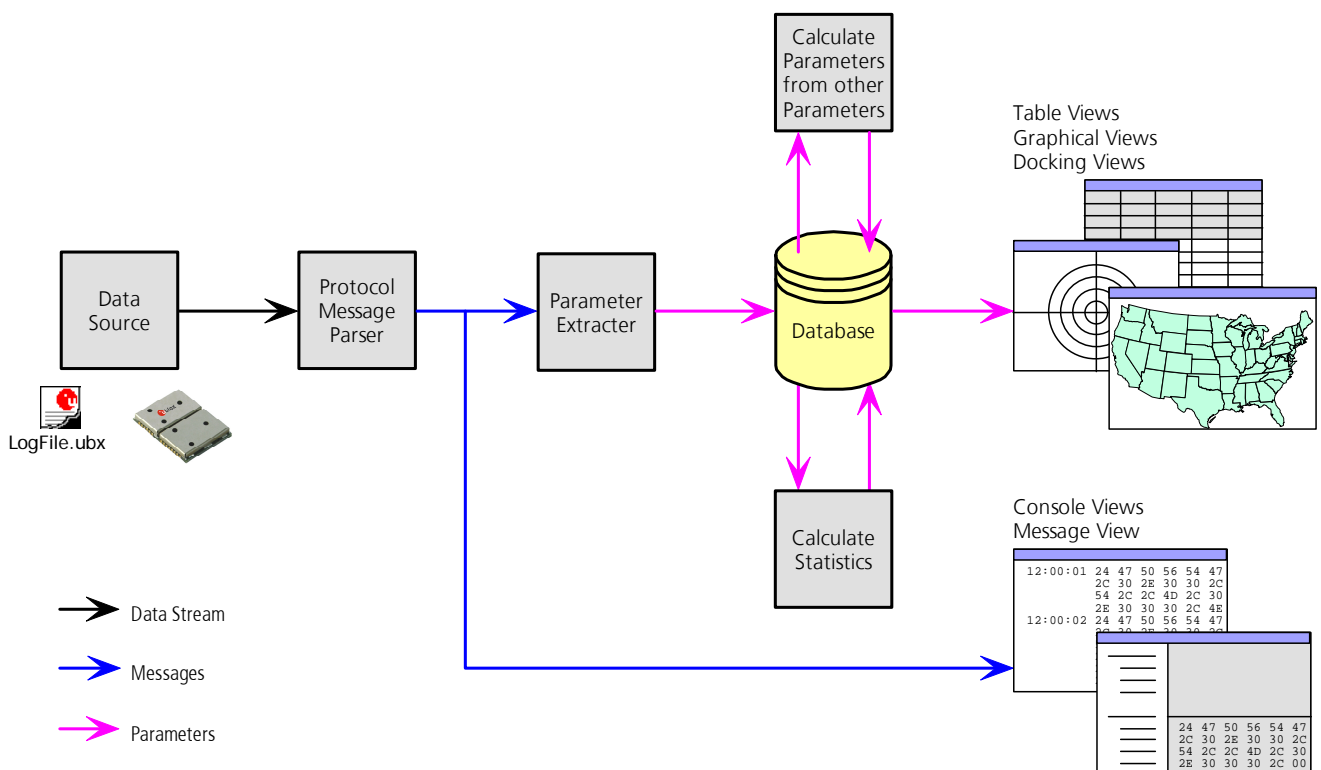 Calculate
Parameters
from other
Parameters
Table Views
Graphical Views
Docking Views
Data
Source
Protocol
Message
Parser
Parameter
Extracter
Database
LogFile.ubx
Calculate
Statistics
Console Views
Message View
12:00:01 24 47 50 56 54 47
2C 30 2E 30 30 2C
54 2C 2C 4D 2C 30
2E 30 30 30 2C 4E
12:00:02 24 47 50 56 54 47
24 47 50 56 54 47
2C 30 2E 30 30 2C
54 2C 2C 4D 2C 30
2E 30 30 30 2C 00
Data Stream
Messages
Parameters